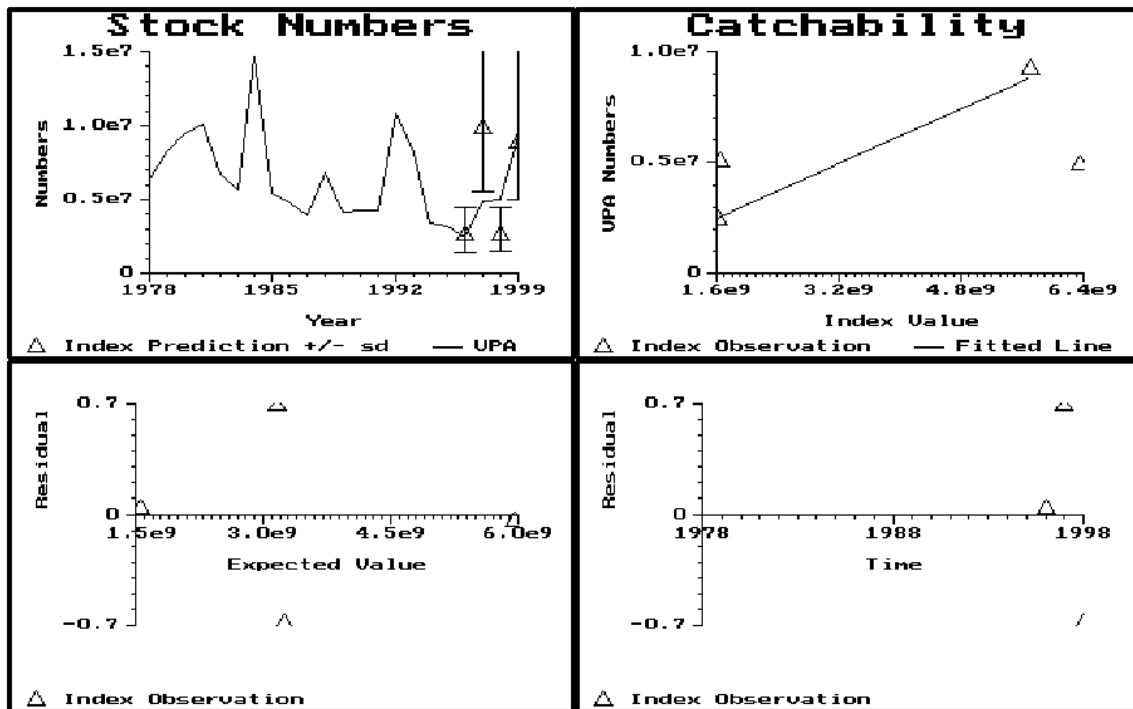 Stock Numbers
1.5e7
1.0e7
0.5e7
0
Numbers
1978 1985 1992 1999
Year
△ Index Prediction +/- sd — VPA
Catchability
1.0e7
0.5e7
0
VPA Numbers
1.6e9 3.2e9 4.8e9 6.4e9
Index Value
△ Index Observation — Fitted Line
0.7
0
-0.7
Residual
1.5e9 3.0e9 4.5e9 6.0e9
Expected Value
△ Index Observation
0.7
0
-0.7
Residual
1978 1988 1998
Time
△ Index Observation